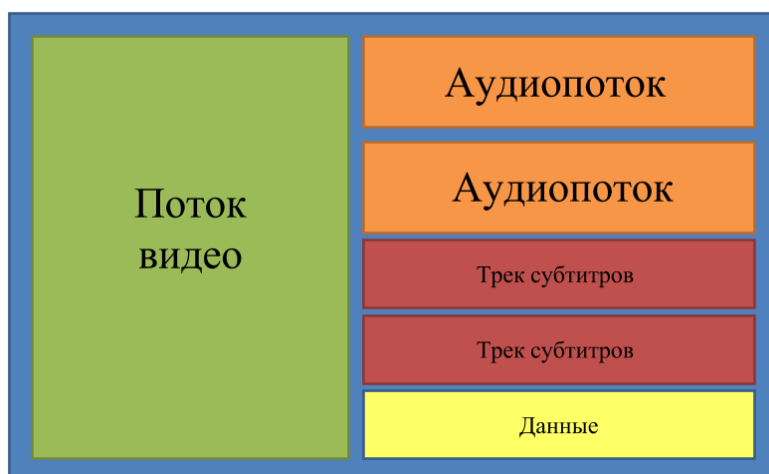 Поток
видео
Аудиопоток
Аудиопоток
Трек субтитров
Трек субтитров
Данные